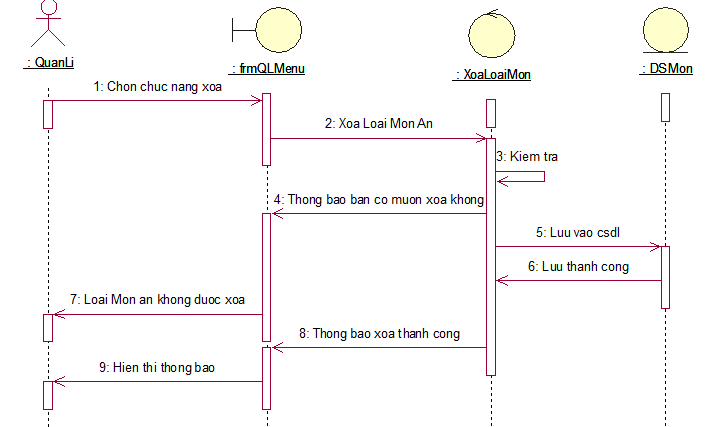 : QuanLi
: frmQLMenu
: XoaLoaiMon
: DSMon
1: Chon chuc nang xoa
2: Xoa Loai Mon An
3: Kiem tra
4: Thong bao ban co muon xoa khong
5: Luu vao csdl
6: Luu thanh cong
7: Loai Mon an khong duoc xoa
8: Thong bao xoa thanh cong
9: Hien thi thong bao